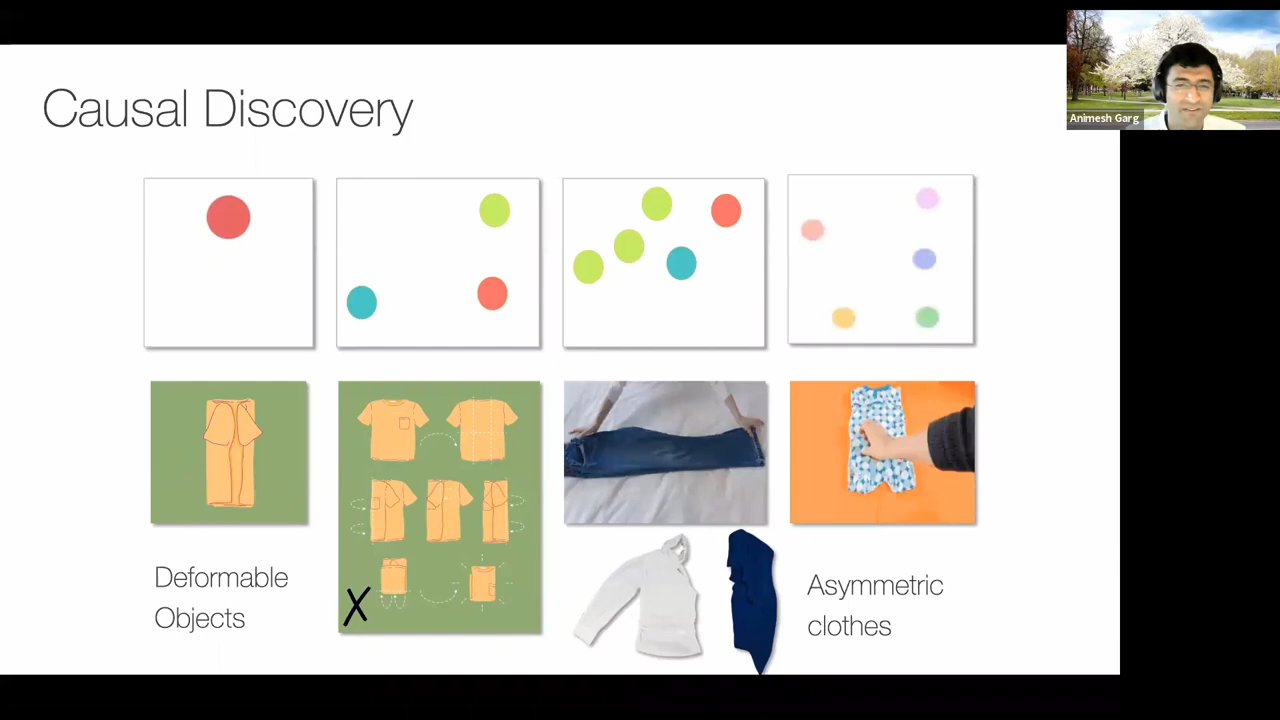 Causal Discovery
Animesh Garg
Deformable
Objects
X
Asymmetric
clothes